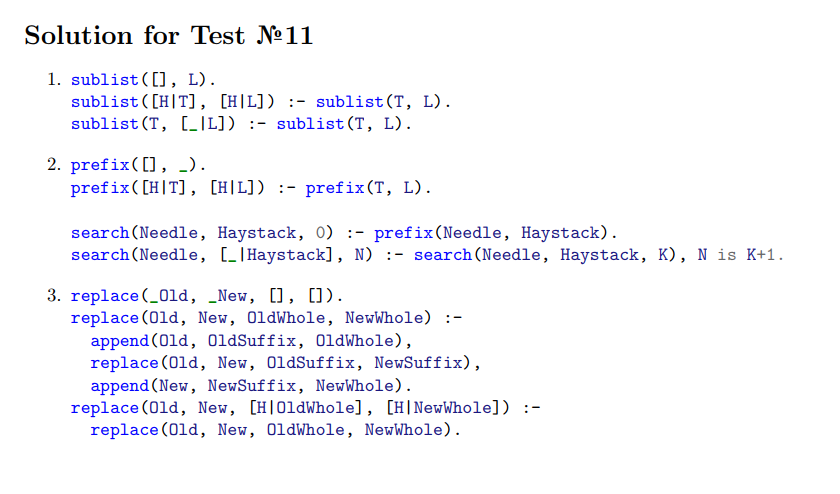 Solution for Test №11
1. sublist([], L).
sublist([H|T], [H|L]) :- sublist(T, L).
sublist(T, [_|L]) :- sublist(T, L).
2. prefix([], _).
prefix([H|T], [H|L]) :- prefix(T, L).
search(Needle, Haystack, 0) :- prefix(Needle, Haystack).
search(Needle, [_|Haystack], N) :- search(Needle, Haystack, K), N is K+1.
3. replace(_Old, _New, [], []).
replace(Old, New, OldWhole, NewWhole) :-
append(Old, OldSuffix, OldWhole),
replace(Old, New, OldSuffix, NewSuffix),
append(New, NewSuffix, NewWhole).
replace(Old, New, [H|OldWhole], [H|NewWhole]) :-
replace(Old, New, OldWhole, NewWhole).